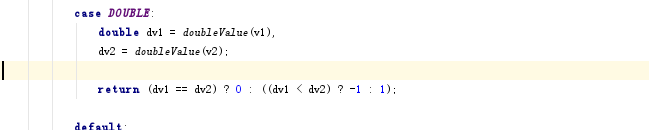 case DOUBLE:
double dv1 = doubleValue(v1),
dv2 = doubleValue(v2);
return (dv1 == dv2) ? 0 : ((dv1 < dv2) ? -1 : 1);
default: